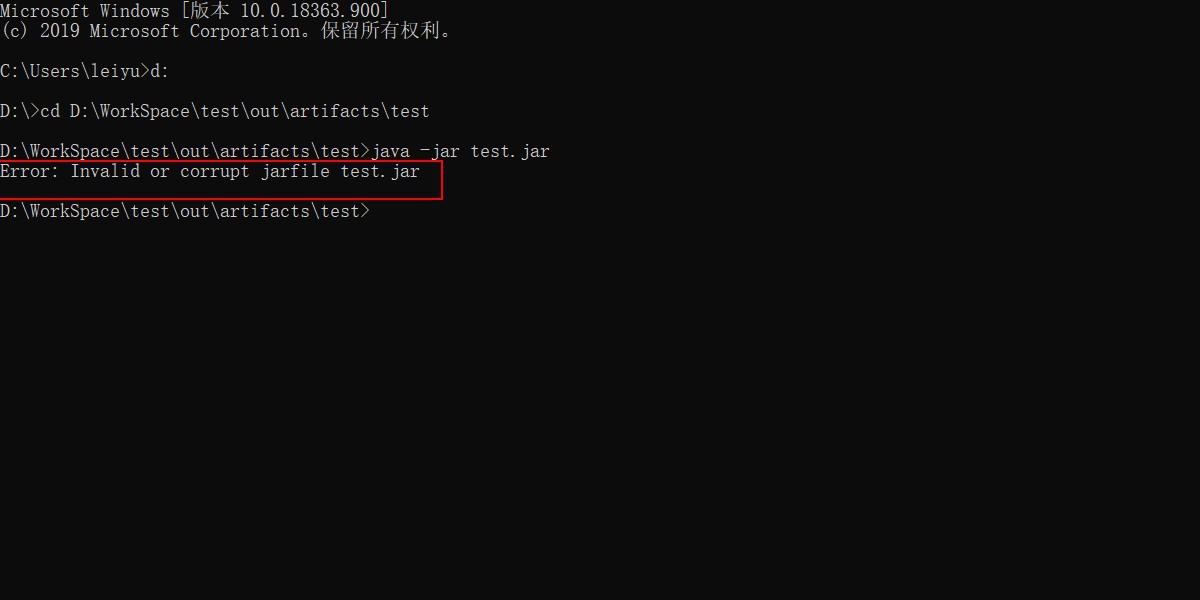 Microsoft Windows [版本 10.0.18363.900]
(c) 2019 Microsoft Corporation。保留所有权利。
C:\Users\leiyu>d:
D:\>cd D:\WorkSpace\test\out\artifacts\test
D:\WorkSpace\test\out\artifacts\test>java -jar test.jar
Error: Invalid or corrupt jarfile test.jar
D:\WorkSpace\test\out\artifacts\test>